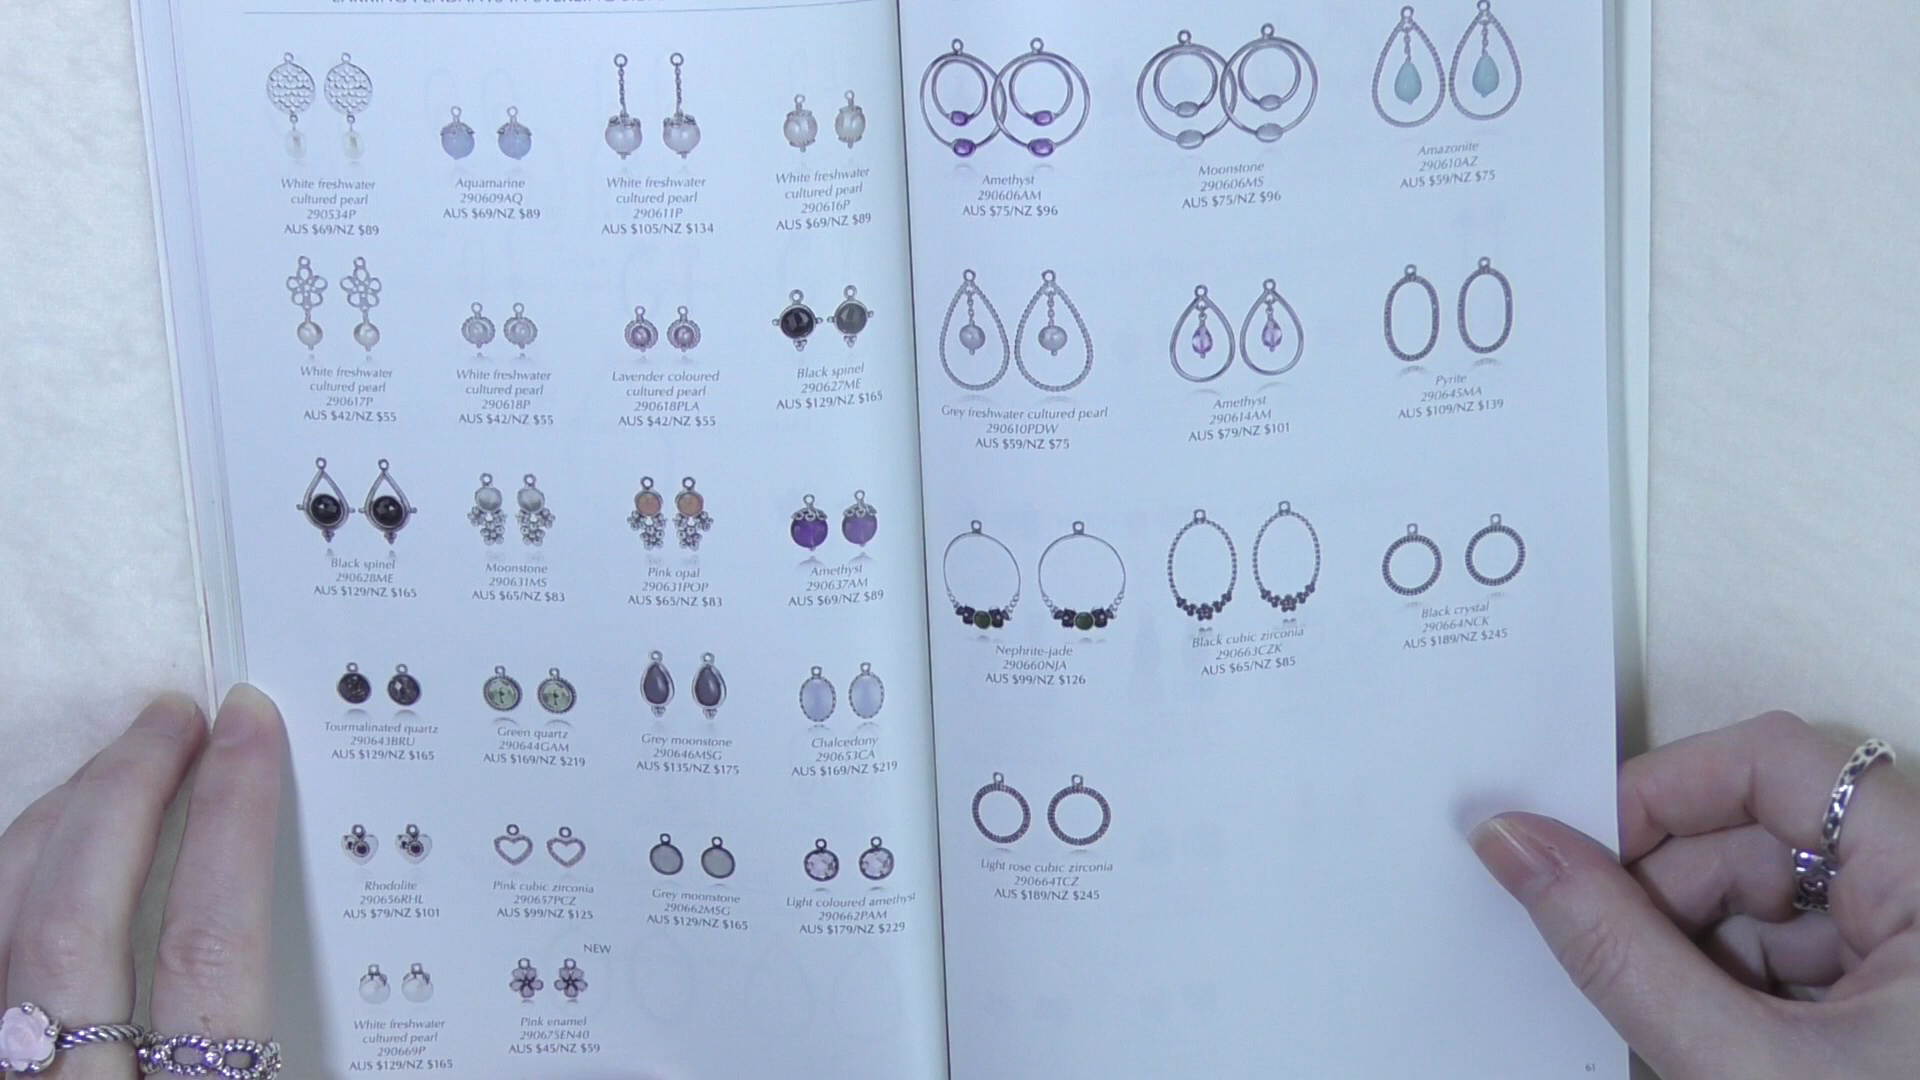 EARRING PENDANTS IN STERLING SILVER
White freshwater
cultured pearl
290534P
AUS $69/NZ $89
Aquamarine
290609AQ
AUS $69/NZ $89
White freshwater
cultured pearl
290611P
AUS $105/NZ $134
White freshwater
cultured pearl
290616P
AUS $69/NZ $89
White freshwater
cultured pearl
290617P
AUS $42/NZ $55
White freshwater
cultured pearl
290618P
AUS $42/NZ $55
Lavender coloured
cultured pearl
290618PLA
AUS $42/NZ $55
Black spinel
290627ME
AUS $129/NZ $165
Black spinel
290628ME
AUS $129/NZ $165
Moonstone
290631MS
AUS $65/NZ $83
Pink opal
290631POP
AUS $65/NZ $83
Amethyst
290637AM
AUS $69/NZ $89
Tourmalinated quartz
290643BRU
AUS $129/NZ $165
Green quartz
290644GAM
AUS $169/NZ $219
Grey moonstone
290646MSG
AUS $135/NZ $175
Chalcedony
290653CA
AUS $169/NZ $219
Rhodolite
290656RHL
AUS $79/NZ $101
Pink cubic zirconia
290657PCZ
AUS $99/NZ $125
Grey moonstone
290662MSG
AUS $129/NZ $165
Light coloured amethyst
290662PAM
AUS $179/NZ $229
White freshwater
cultured pearl
290669P
AUS $129/NZ $165
NEW
Pink enamel
290675EN40
AUS $45/NZ $59
Amethyst
290606AM
AUS $75/NZ $96
Moonstone
290606MS
AUS $75/NZ $96
Amazonite
290610AZ
AUS $59/NZ $75
Grey freshwater cultured pearl
290610PDW
AUS $59/NZ $75
Amethyst
290614AM
AUS $79/NZ $101
Pyrite
290645MA
AUS $109/NZ $139
Nephrite-jade
290660NJA
AUS $99/NZ $126
Black cubic zirconia
290663CZK
AUS $65/NZ $85
Black crystal
290664NCK
AUS $189/NZ $245
Light rose cubic zirconia
290664TCZ
AUS $189/NZ $245
61